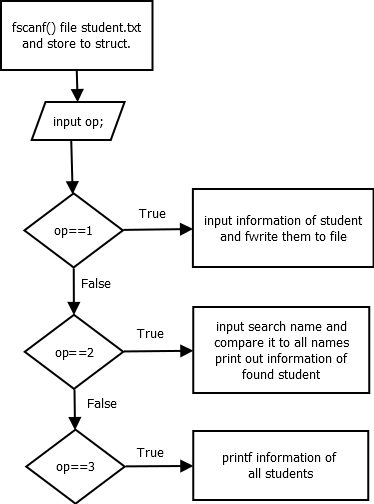 fscanf() file student.txt
and store to struct.
input op;
op==1
True
input information of student
and fwrite them to file
False
op==2
True
input search name and
compare it to all names
print out information of
found student
False
op==3
True
printf information of
all students